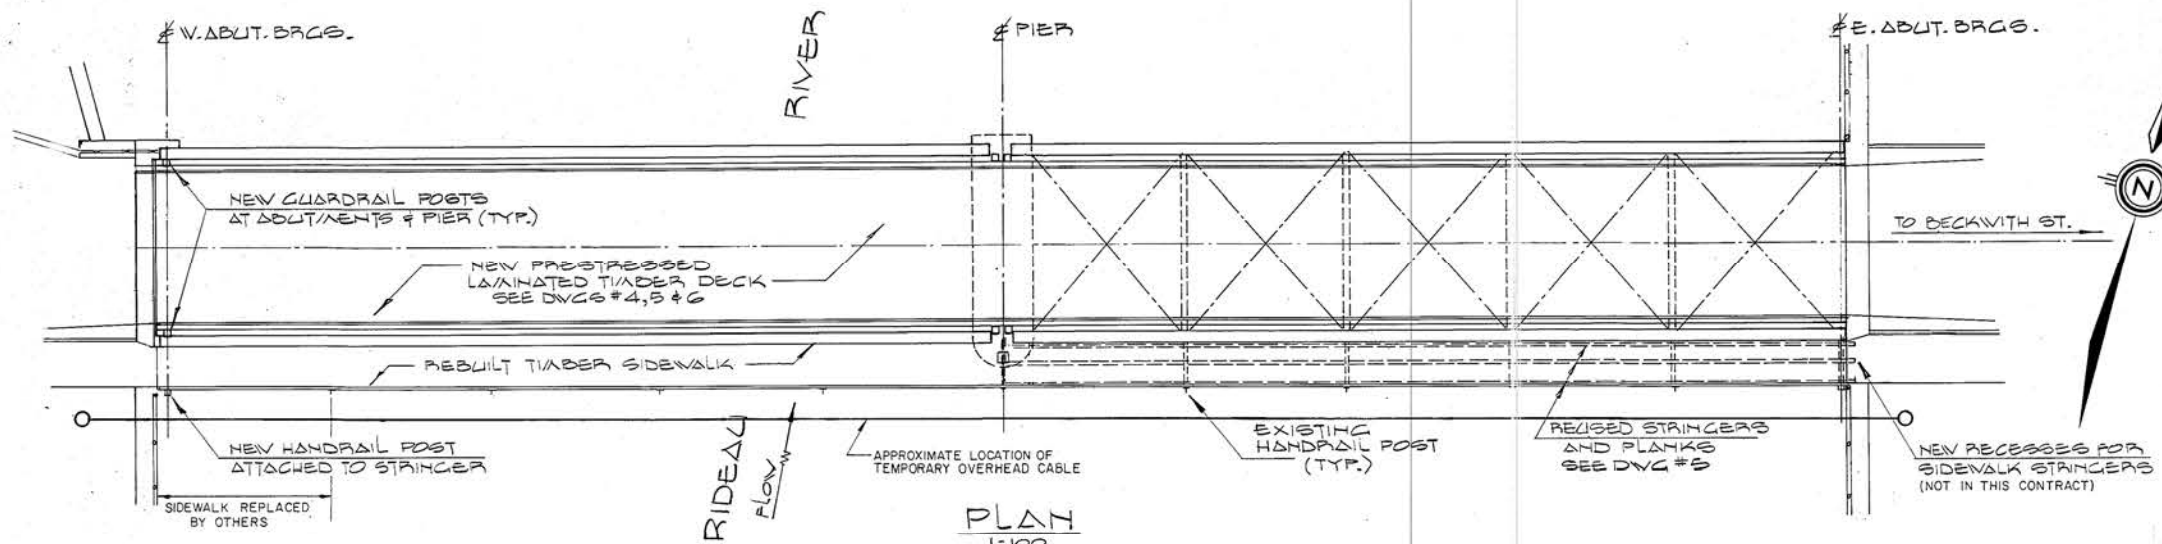 ℄ W. ABUT. BRGS.
RIVER
℄ PIER
℄ E. ABUT. BRGS.
N
NEW GUARDRAIL POSTS
AT ABUTMENTS & PIER (TYP.)
TO BECKWITH ST.
NEW PRESTRESSED
LAMINATED TIMBER DECK
SEE DWGS #4,5 & 6
REBUILT TIMBER SIDEWALK
NEW HANDRAIL POST
ATTACHED TO STRINGER
SIDEWALK REPLACED
BY OTHERS
RIDEAU
FLOW
APPROXIMATE LOCATION OF
TEMPORARY OVERHEAD CABLE
EXISTING
HANDRAIL POST
(TYP.)
REUSED STRINGERS
AND PLANKS
SEE DWG #5
NEW RECESSES FOR
SIDEWALK STRINGERS
(NOT IN THIS CONTRACT)
PLAN
1:100